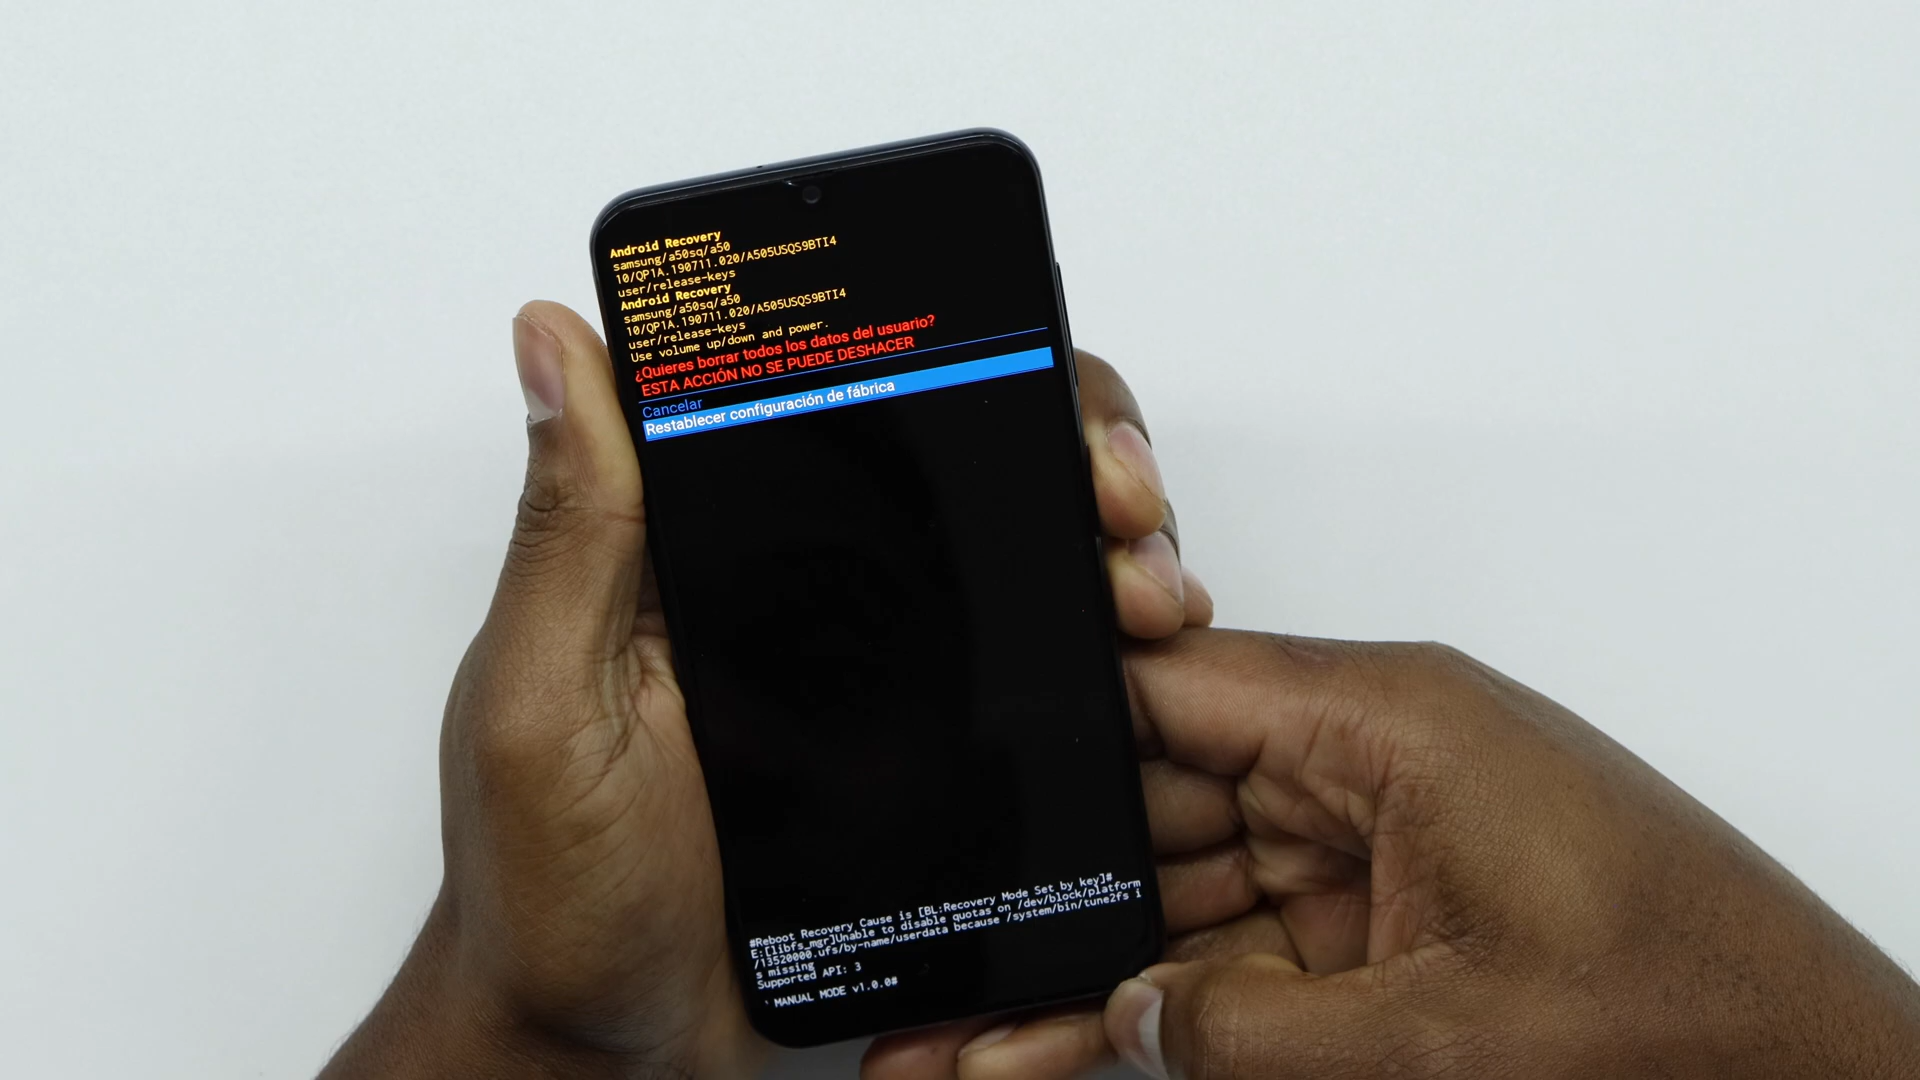 Android Recovery
samsung/a50sq/a50
10/QP1A.190711.020/A505USQS9BTI4
user/release-keys
Android Recovery
samsung/a50sq/a50
10/QP1A.190711.020/A505USQS9BTI4
user/release-keys
Use volume up/down and power.
¿Quieres borrar todos los datos del usuario?
ESTA ACCIÓN NO SE PUEDE DESHACER
Cancelar
Restablecer configuración de fábrica
#Reboot Recovery Cause is [BL:Recovery Mode Set by key]#
E:[libfs_mgr]Unable to disable quotas on /dev/block/platform
/13520000.ufs/by-name/userdata because /system/bin/tune2fs i
s missing
Supported API: 3
MANUAL MODE v1.0.0#